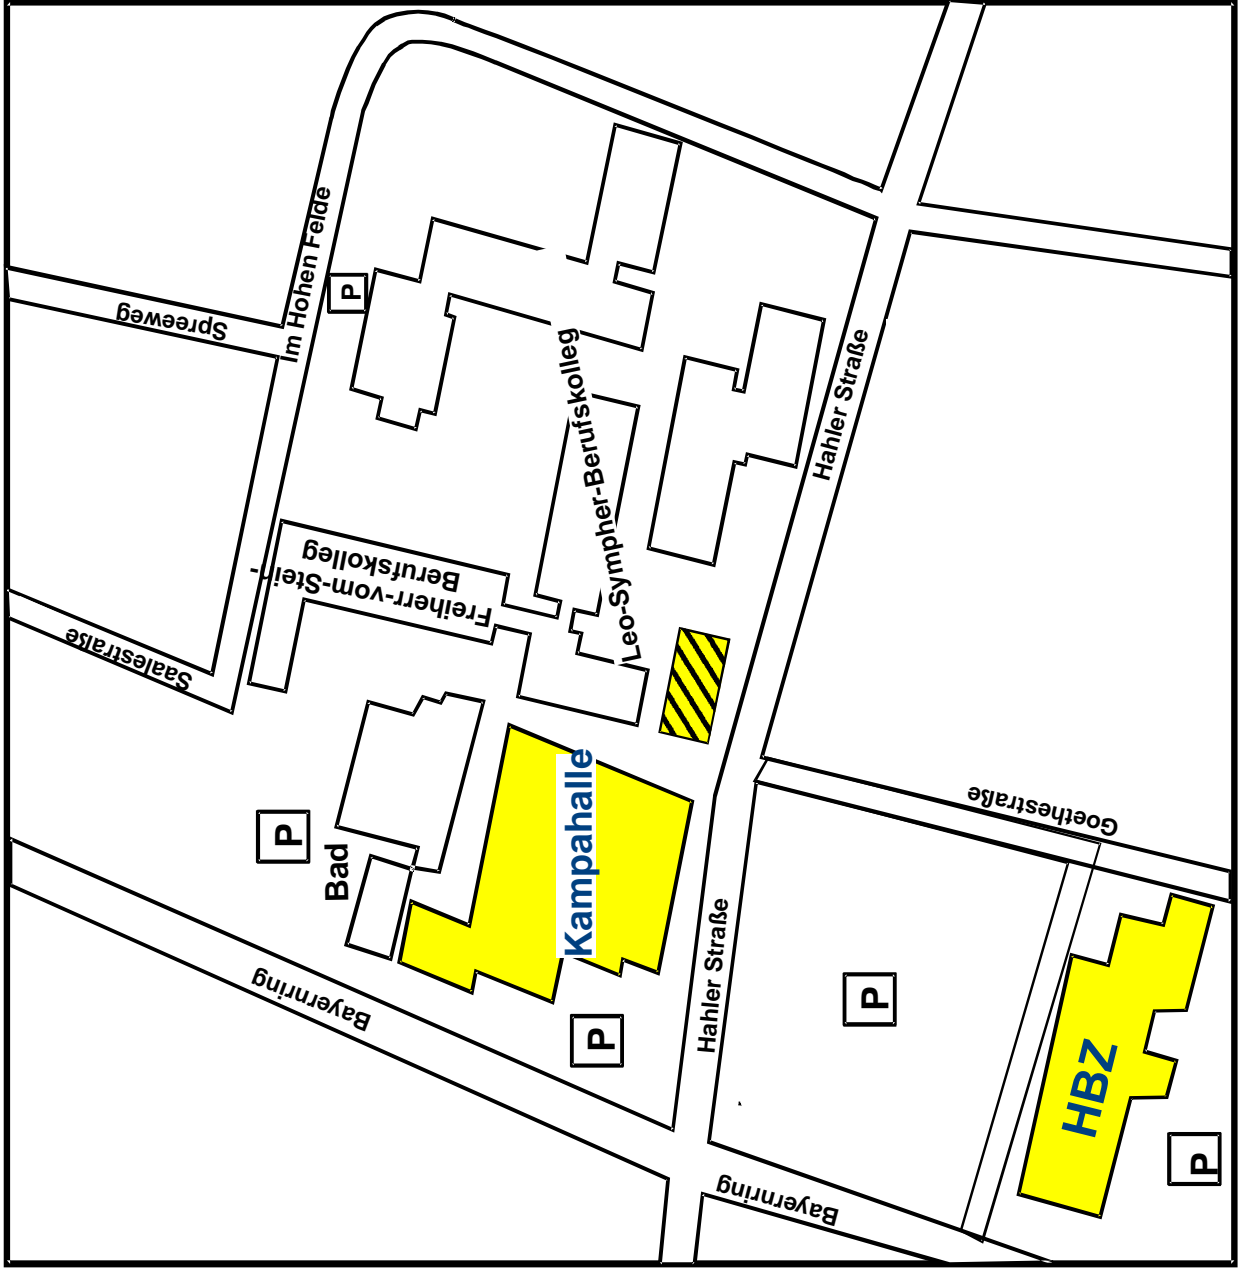 Im Hohen Felde
P
Spreeweg
Hahler Straße
Leo-Sympher-Berufskolleg
Freiherr-vom-Stein-
Berufskolleg
Saalestraße
Kampahalle
P
Bad
Goethestraße
Bayernring
Hahler Straße
P
P
HBZ
P
Bayernring